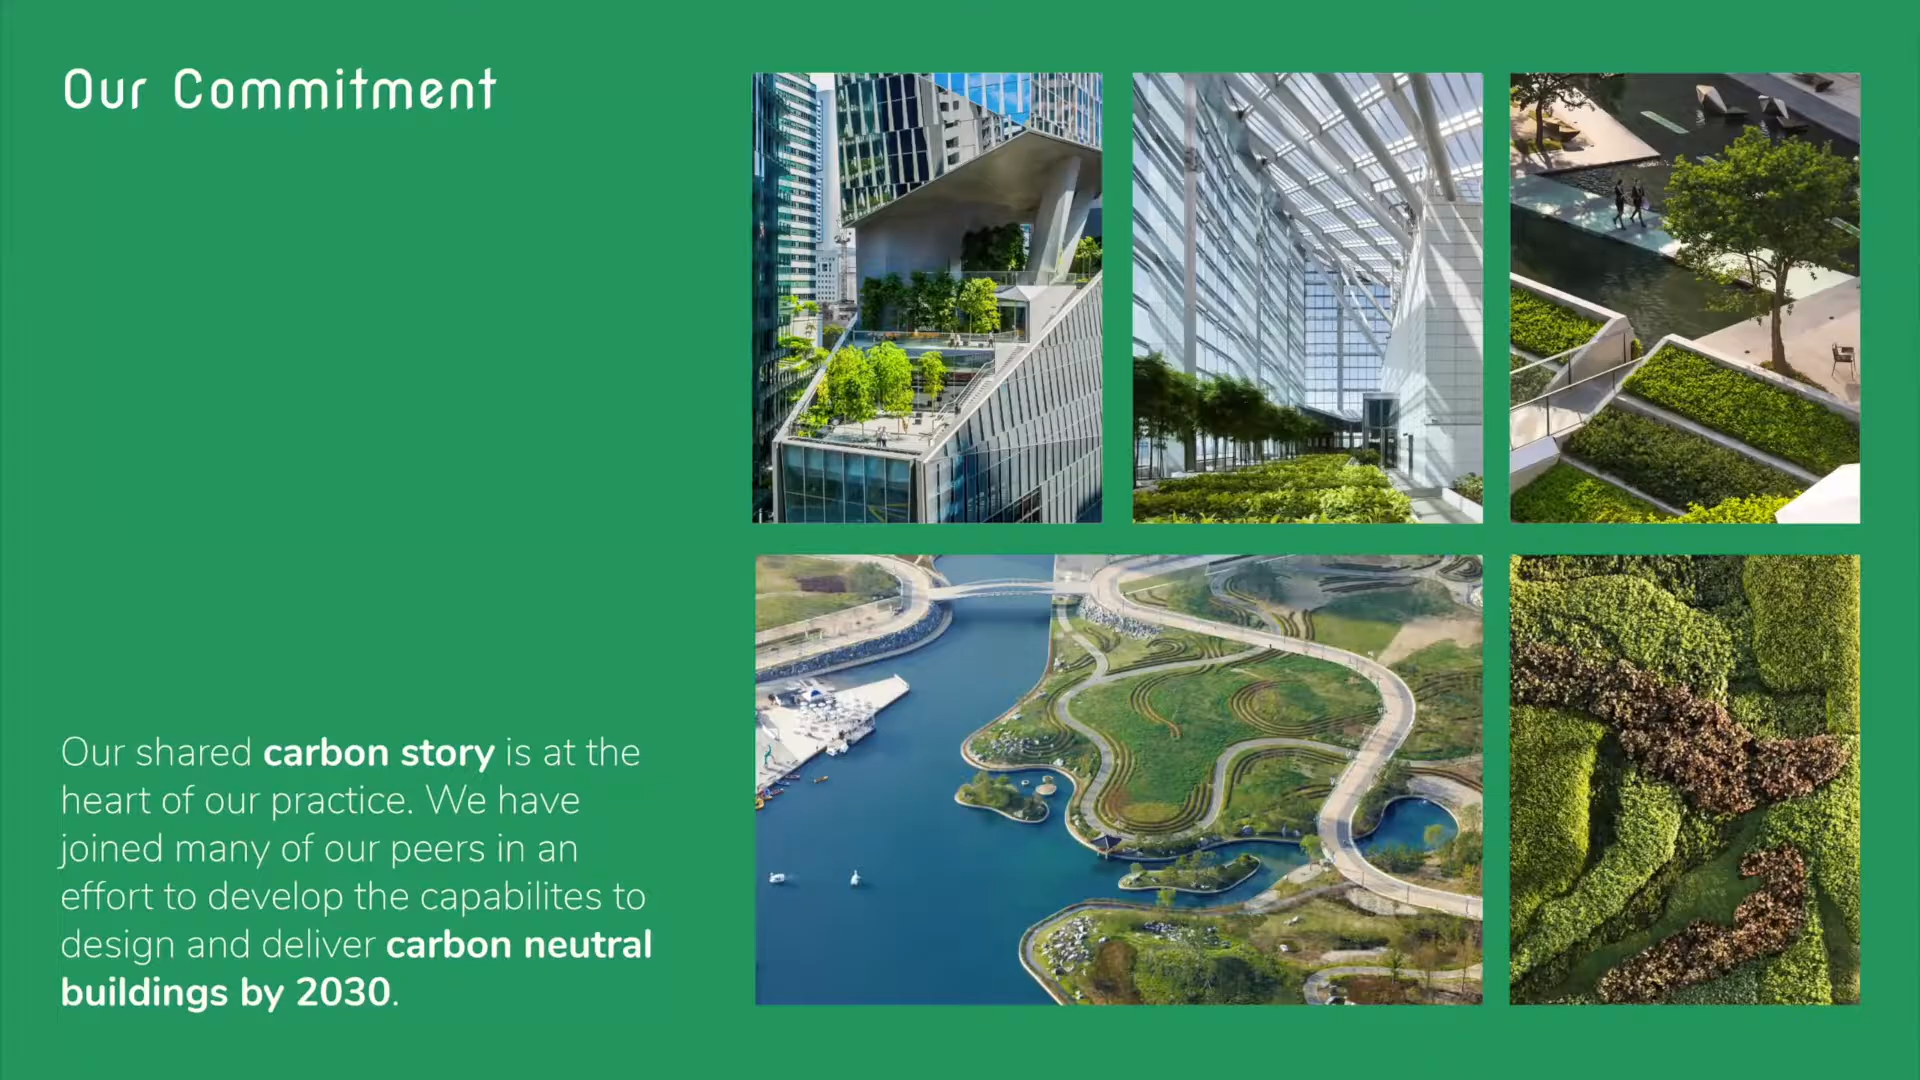 Our Commitment
Our shared carbon story is at the
heart of our practice. We have
joined many of our peers in an
effort to develop the capabilites to
design and deliver carbon neutral
buildings by 2030.